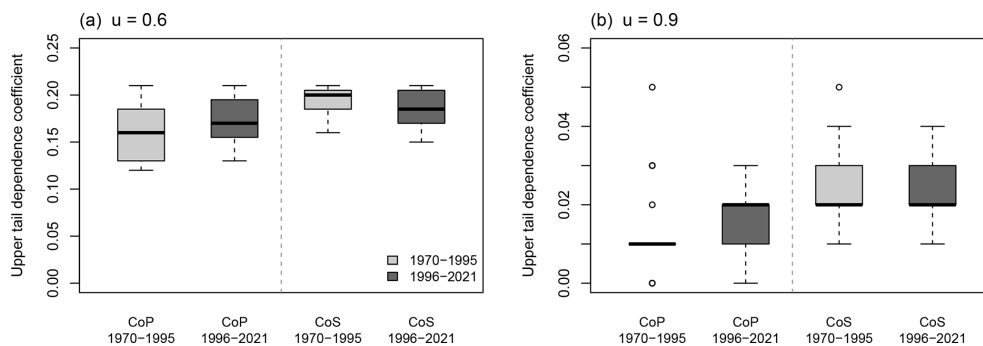 (a) u = 0.6
Upper tail dependence coefficient
0.25
0.20
0.15
0.10
0.05
0.00
1970−1995
1996−2021
CoP
1970−1995
CoP
1996−2021
CoS
1970−1995
CoS
1996−2021
(b) u = 0.9
Upper tail dependence coefficient
0.06
0.04
0.02
0.00
CoP
1970−1995
CoP
1996−2021
CoS
1970−1995
CoS
1996−2021